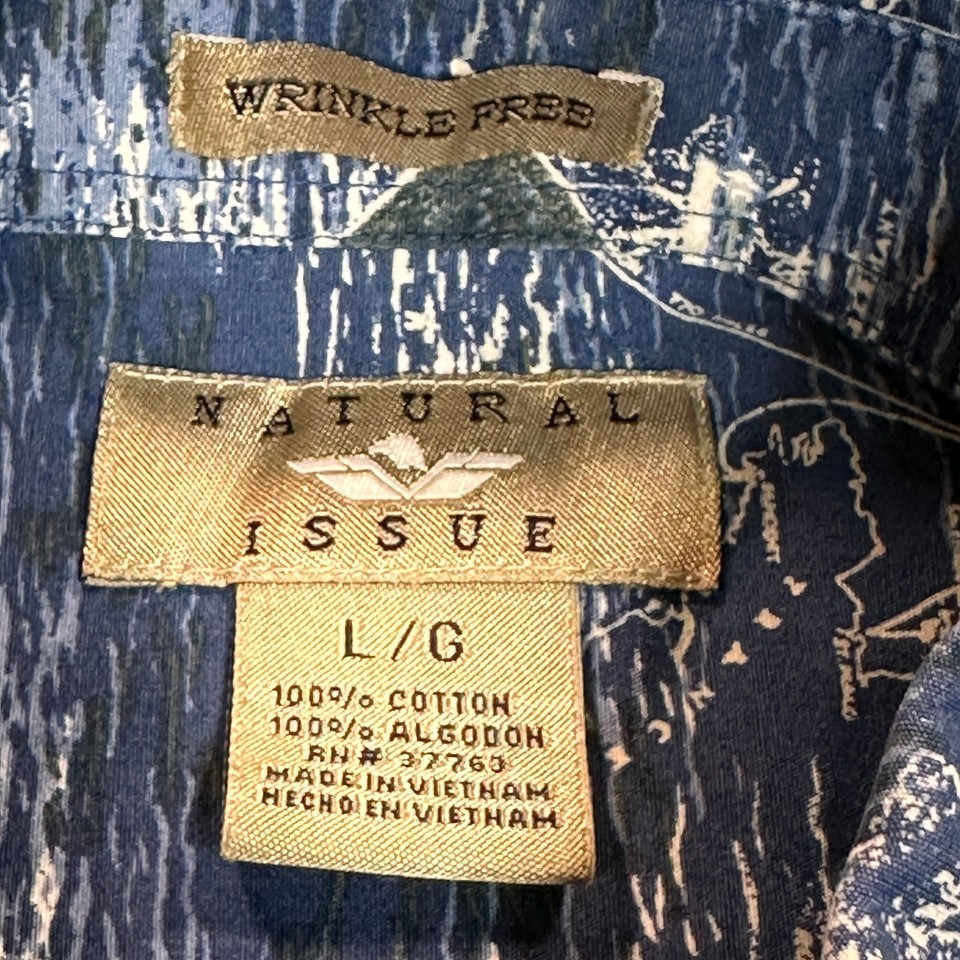 WRINKLE FREE
NATURAL
ISSUE
L/G
100% COTTON
100% ALGODON
RN# 37763
MADE IN VIETNAM
HECHO EN VIETNAM